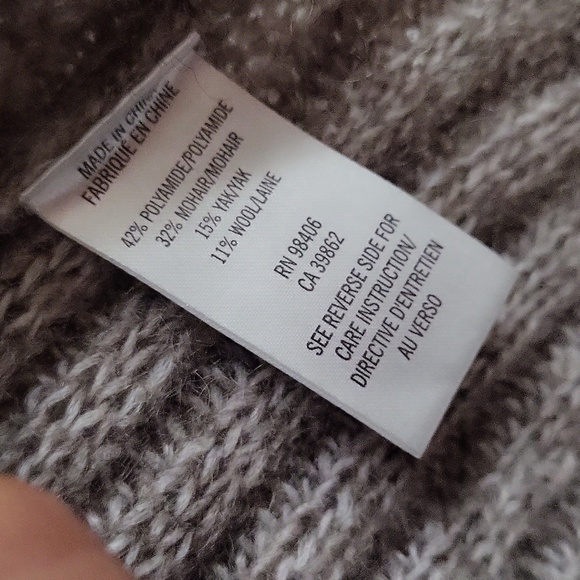 MADE IN CHINA
FABRIQUE EN CHINE
42% POLYAMIDE/POLYAMIDE
32% MOHAIR/MOHAIR
15% YAK/YAK
11% WOOL/LAINE
RN 98406
CA 39862
SEE REVERSE SIDE FOR
CARE INSTRUCTION/
DIRECTIVE D'ENTRETIEN
AU VERSO